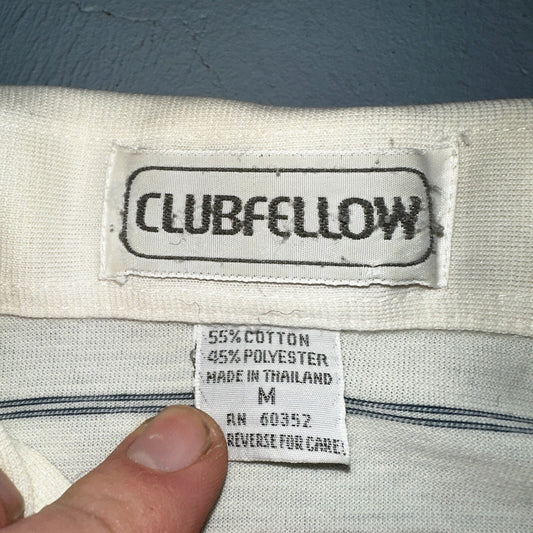 CLUBFELLOW
55% COTTON
45% POLYESTER
MADE IN THAILAND
M
RN 60352
REVERSE FOR CARE